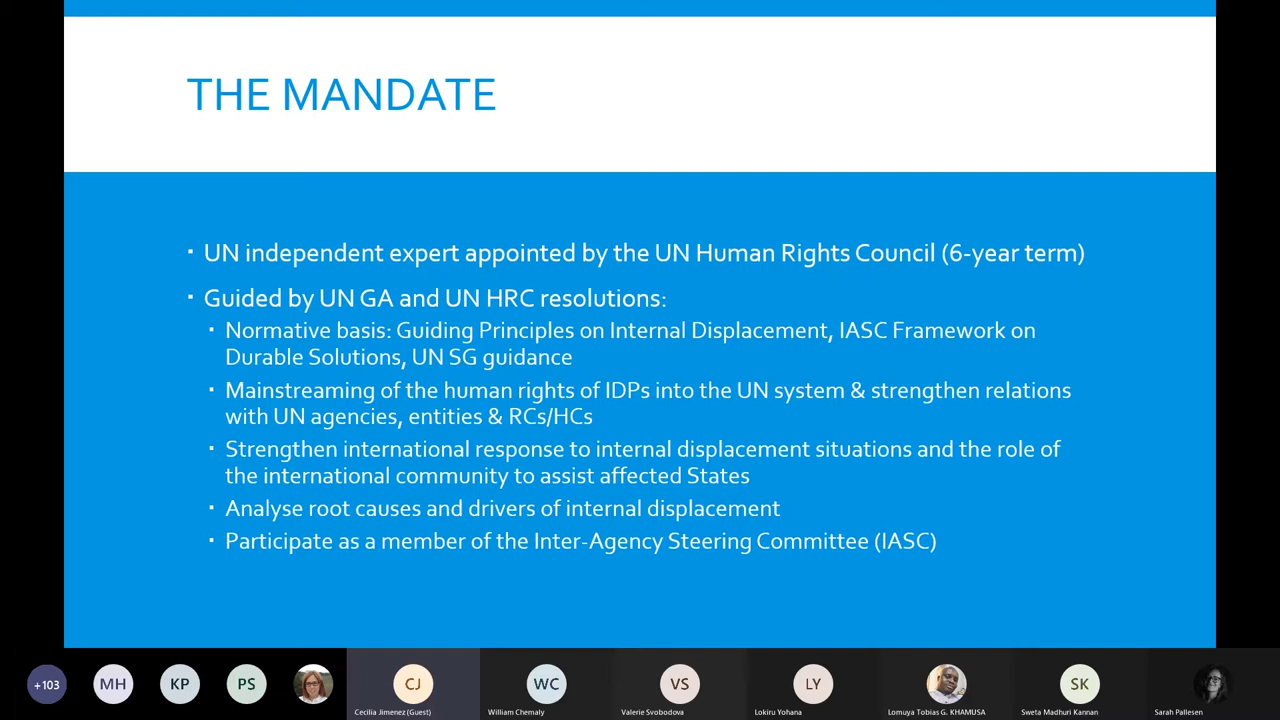 THE MANDATE
▪ UN independent expert appointed by the UN Human Rights Council (6-year term)
▪ Guided by UN GA and UN HRC resolutions:
▪ Normative basis: Guiding Principles on Internal Displacement, IASC Framework on
Durable Solutions, UN SG guidance
▪ Mainstreaming of the human rights of IDPs into the UN system & strengthen relations
with UN agencies, entities & RCs/HCs
▪ Strengthen international response to internal displacement situations and the role of
the international community to assist affected States
▪ Analyse root causes and drivers of internal displacement
▪ Participate as a member of the Inter-Agency Steering Committee (IASC)
+103 MH KP PS CJ WC VS LY SK
Cecilia Jimenez (Guest) William Chemaly Valerie Svobodova Lokiru Yohana Lomuya Tobias G. KHAMUSA Sweta Madhuri Kannan Sarah Pallesen